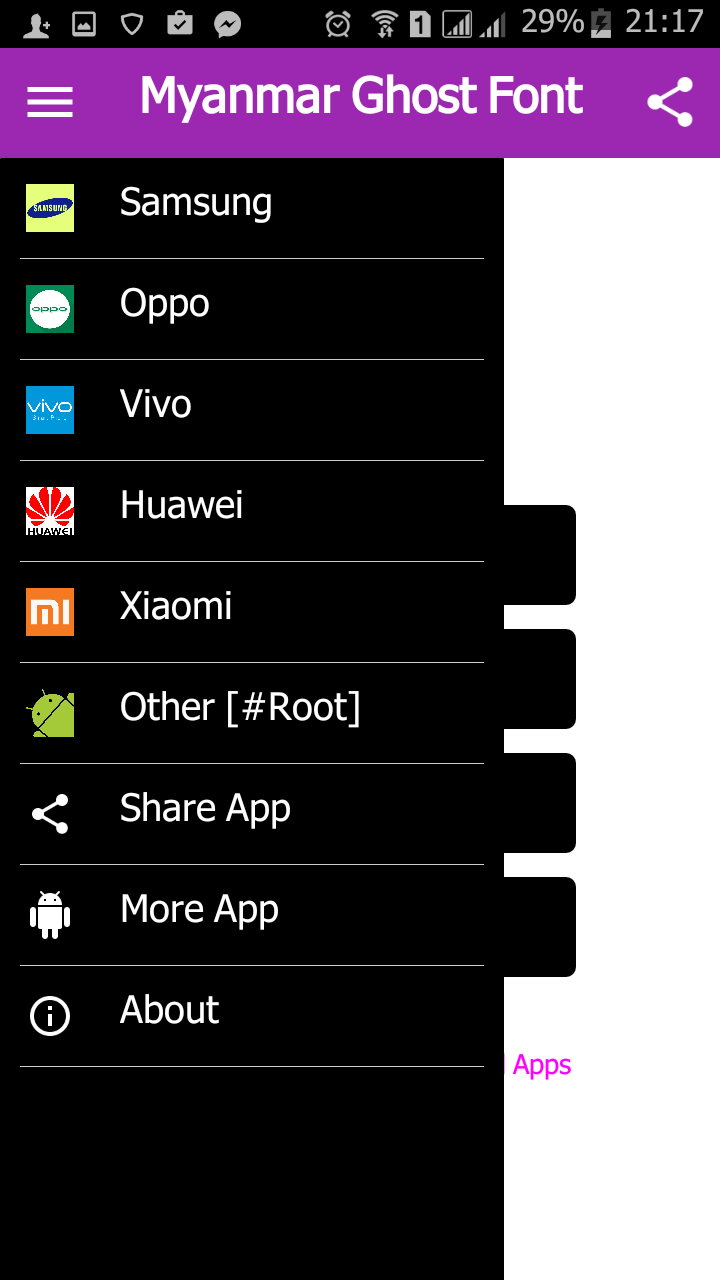 1 29% 21:17
Myanmar Ghost Font
SAMSUNG Samsung
oppo Oppo
vivo Vivo
HUAWEI Huawei
mi Xiaomi
Other [#Root]
Share App
More App
About
Apps